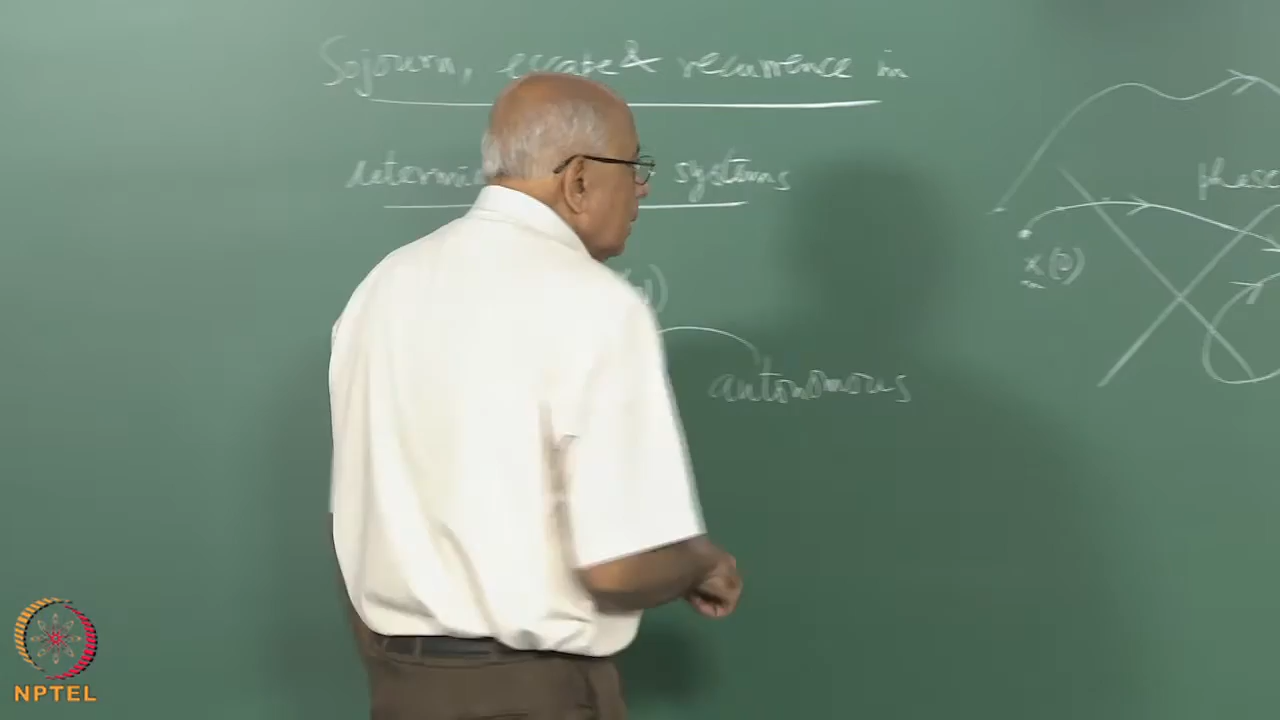 Sojourn, escape & recurrence in
systems
autonomous
x(0)
phase
NPTEL